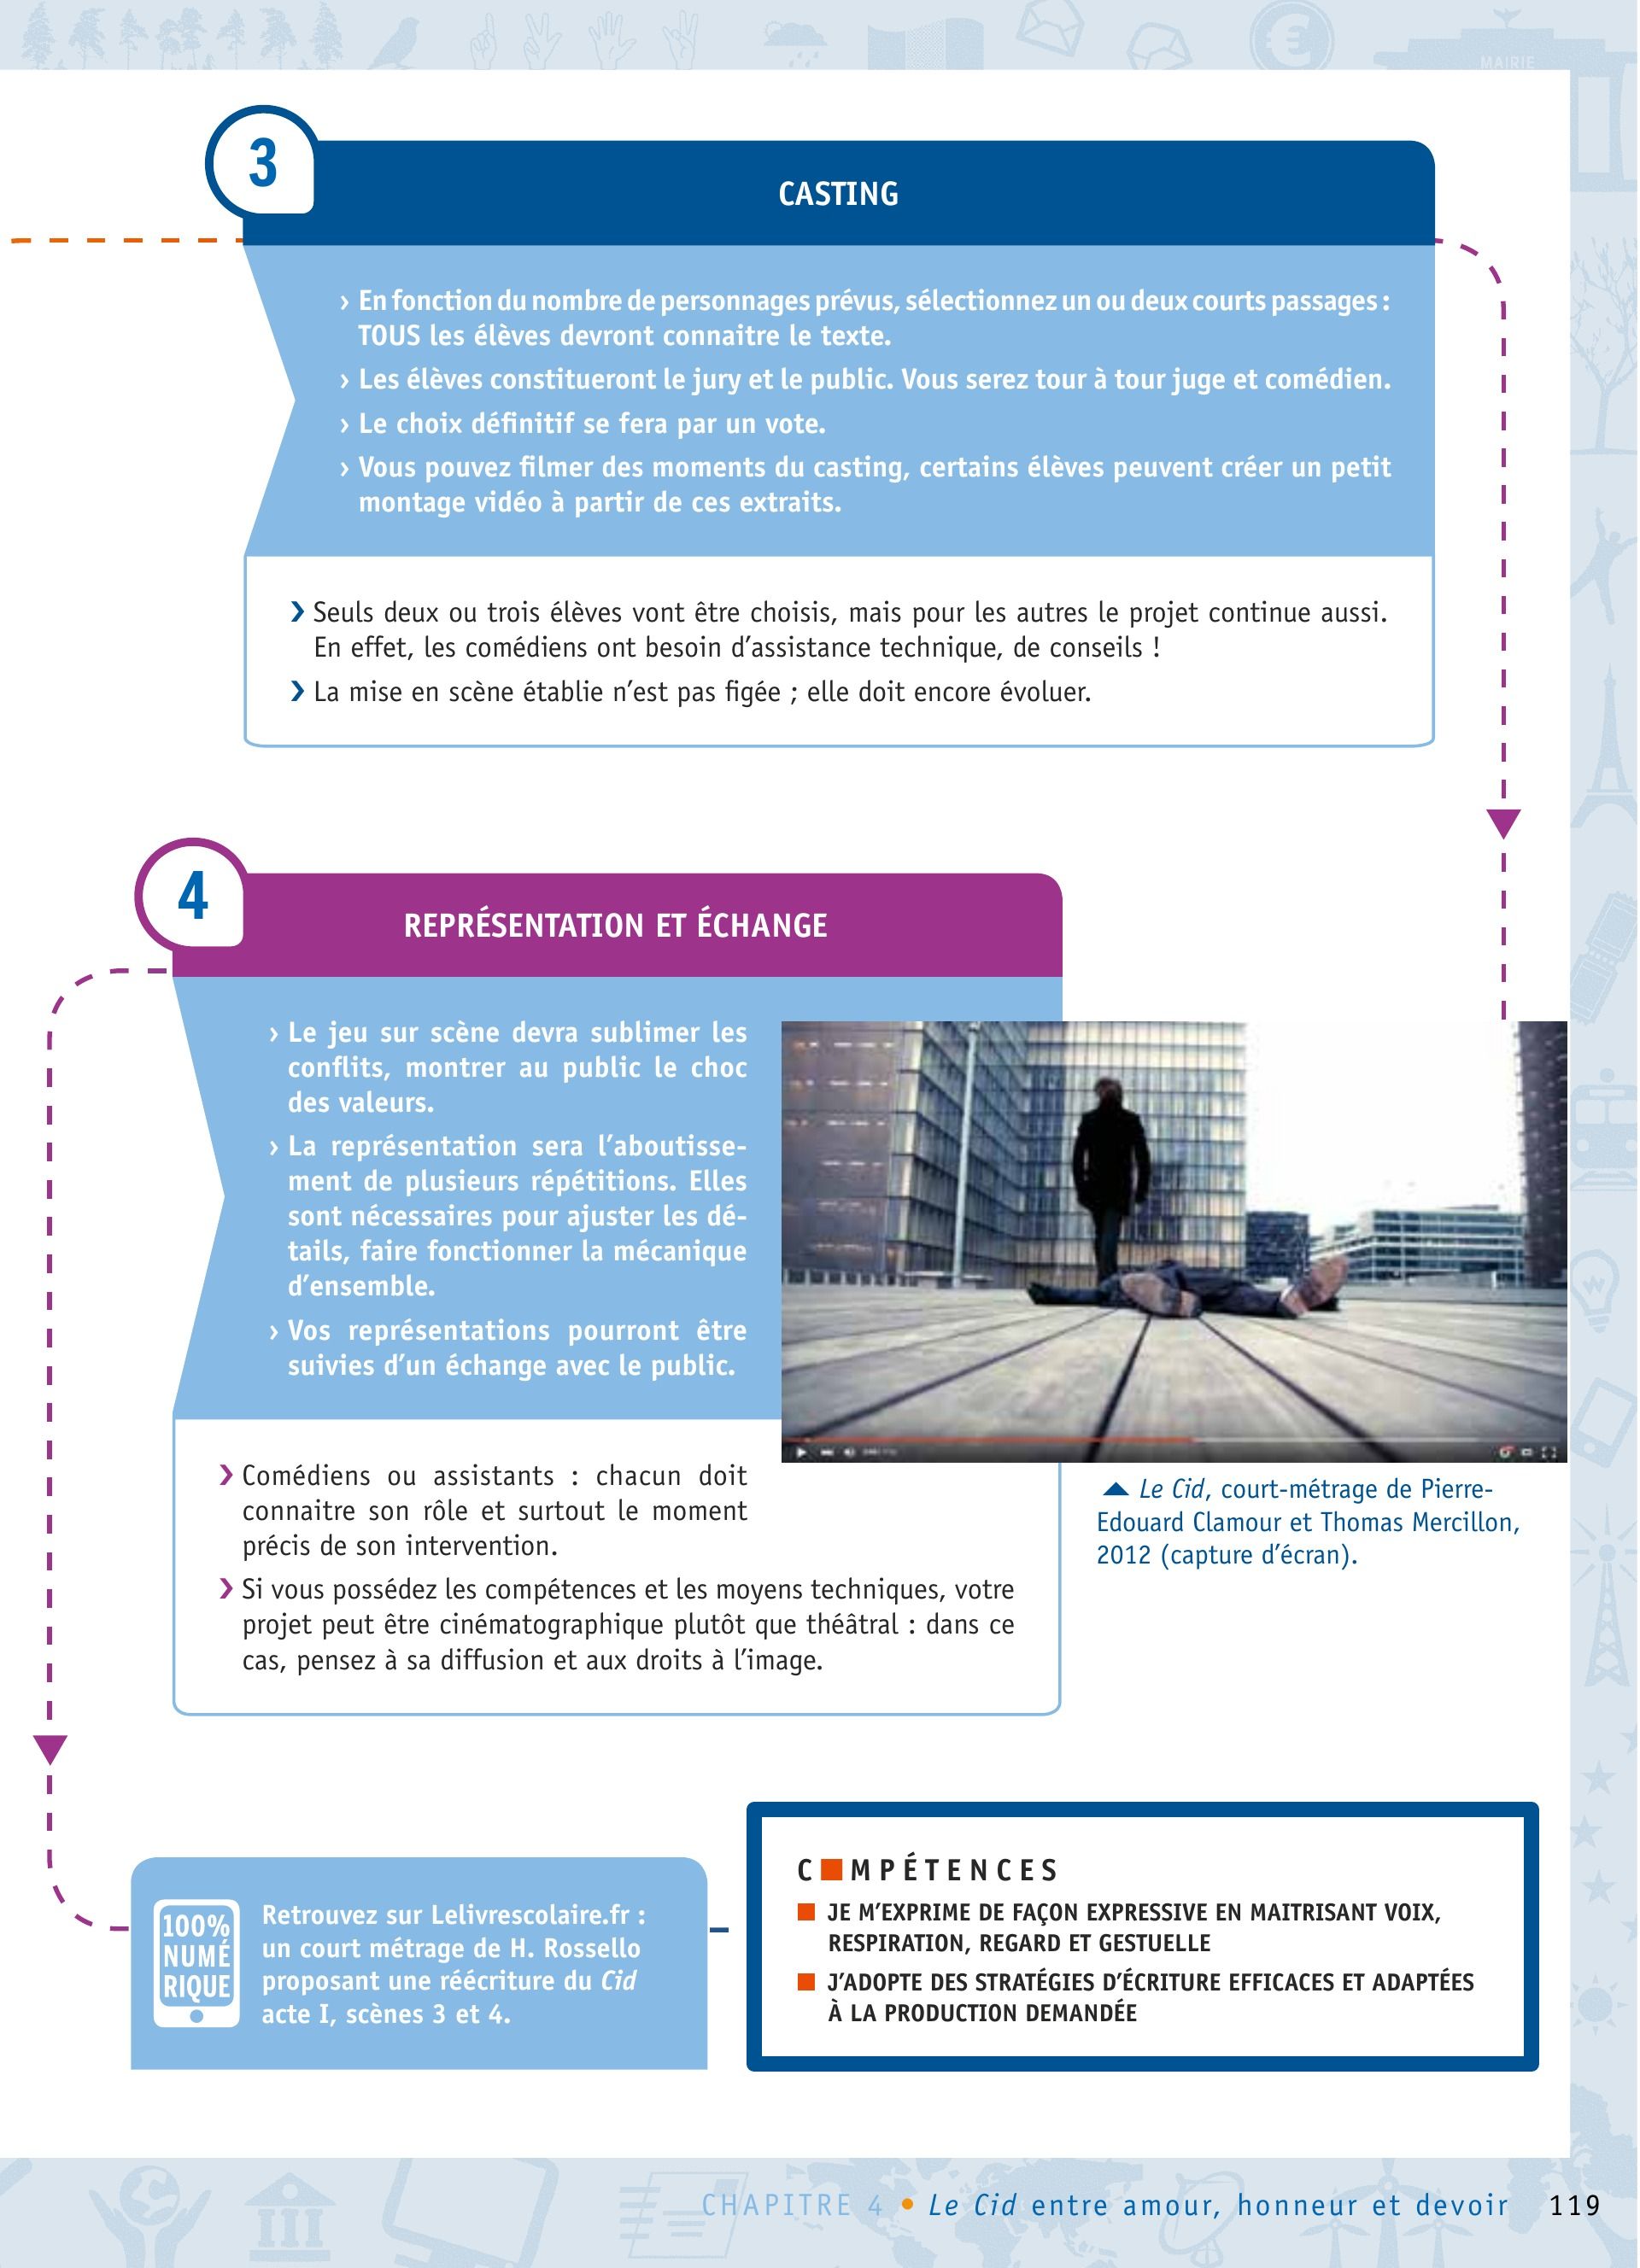 MAIRIE
3
CASTING
› En fonction du nombre de personnages prévus, sélectionnez un ou deux courts passages :
TOUS les élèves devront connaitre le texte.
› Les élèves constitueront le jury et le public. Vous serez tour à tour juge et comédien.
› Le choix définitif se fera par un vote.
› Vous pouvez filmer des moments du casting, certains élèves peuvent créer un petit
montage vidéo à partir de ces extraits.
❯ Seuls deux ou trois élèves vont être choisis, mais pour les autres le projet continue aussi.
En effet, les comédiens ont besoin d’assistance technique, de conseils !
❯ La mise en scène établie n’est pas figée ; elle doit encore évoluer.
4
REPRÉSENTATION ET ÉCHANGE
› Le jeu sur scène devra sublimer les
conflits, montrer au public le choc
des valeurs.
› La représentation sera l’aboutisse-
ment de plusieurs répétitions. Elles
sont nécessaires pour ajuster les dé-
tails, faire fonctionner la mécanique
d’ensemble.
› Vos représentations pourront être
suivies d’un échange avec le public.
❯ Comédiens ou assistants : chacun doit
connaitre son rôle et surtout le moment
précis de son intervention.
❯ Si vous possédez les compétences et les moyens techniques, votre
projet peut être cinématographique plutôt que théâtral : dans ce
cas, pensez à sa diffusion et aux droits à l’image.
Le Cid, court-métrage de Pierre-
Edouard Clamour et Thomas Mercillon,
2012 (capture d’écran).
100%
NUMÉ
RIQUE
Retrouvez sur Lelivrescolaire.fr :
un court métrage de H. Rossello
proposant une réécriture du Cid
acte I, scènes 3 et 4.
C■MPÉTENCES
■ JE M’EXPRIME DE FAÇON EXPRESSIVE EN MAITRISANT VOIX,
RESPIRATION, REGARD ET GESTUELLE
■ J’ADOPTE DES STRATÉGIES D’ÉCRITURE EFFICACES ET ADAPTÉES
À LA PRODUCTION DEMANDÉE
CHAPITRE 4 • Le Cid entre amour, honneur et devoir 119